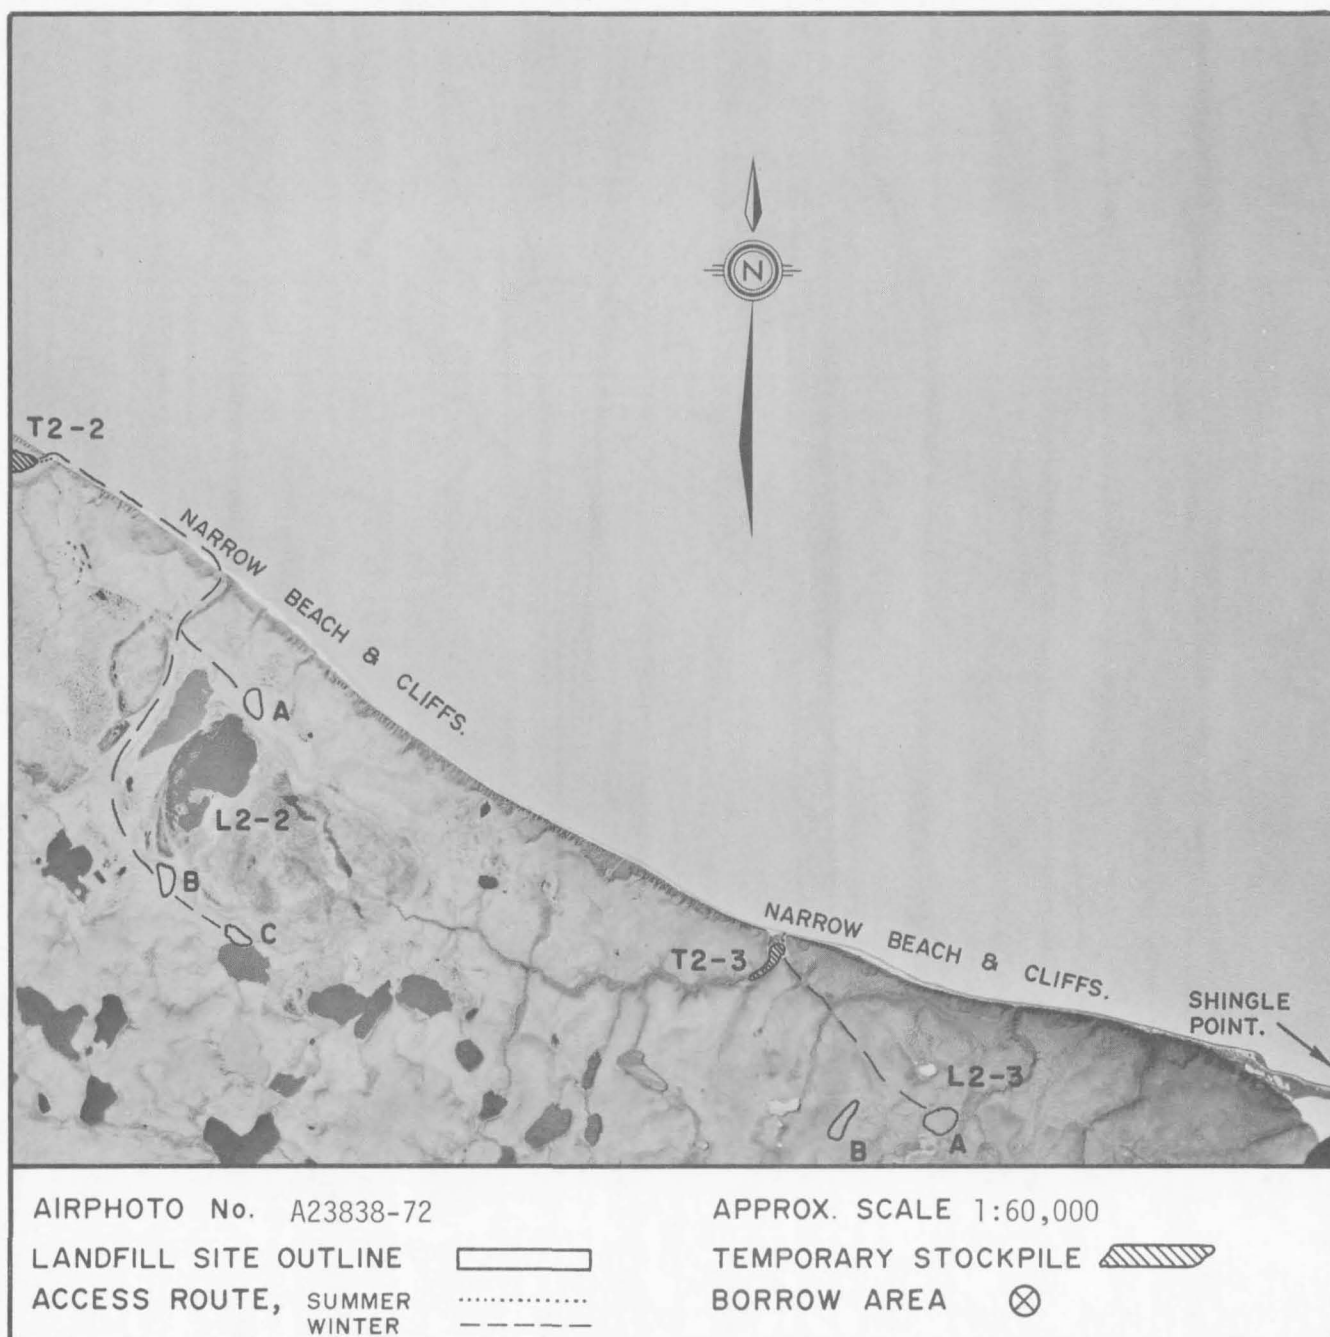 N
T2-2
NARROW BEACH & CLIFFS.
A
L2-2
B
C
NARROW BEACH & CLIFFS.
T2-3
SHINGLE
POINT.
L2-3
B
A
AIRPHOTO No. A23838-72
APPROX. SCALE 1:60,000
LANDFILL SITE OUTLINE
TEMPORARY STOCKPILE
ACCESS ROUTE, SUMMER
WINTER
BORROW AREA